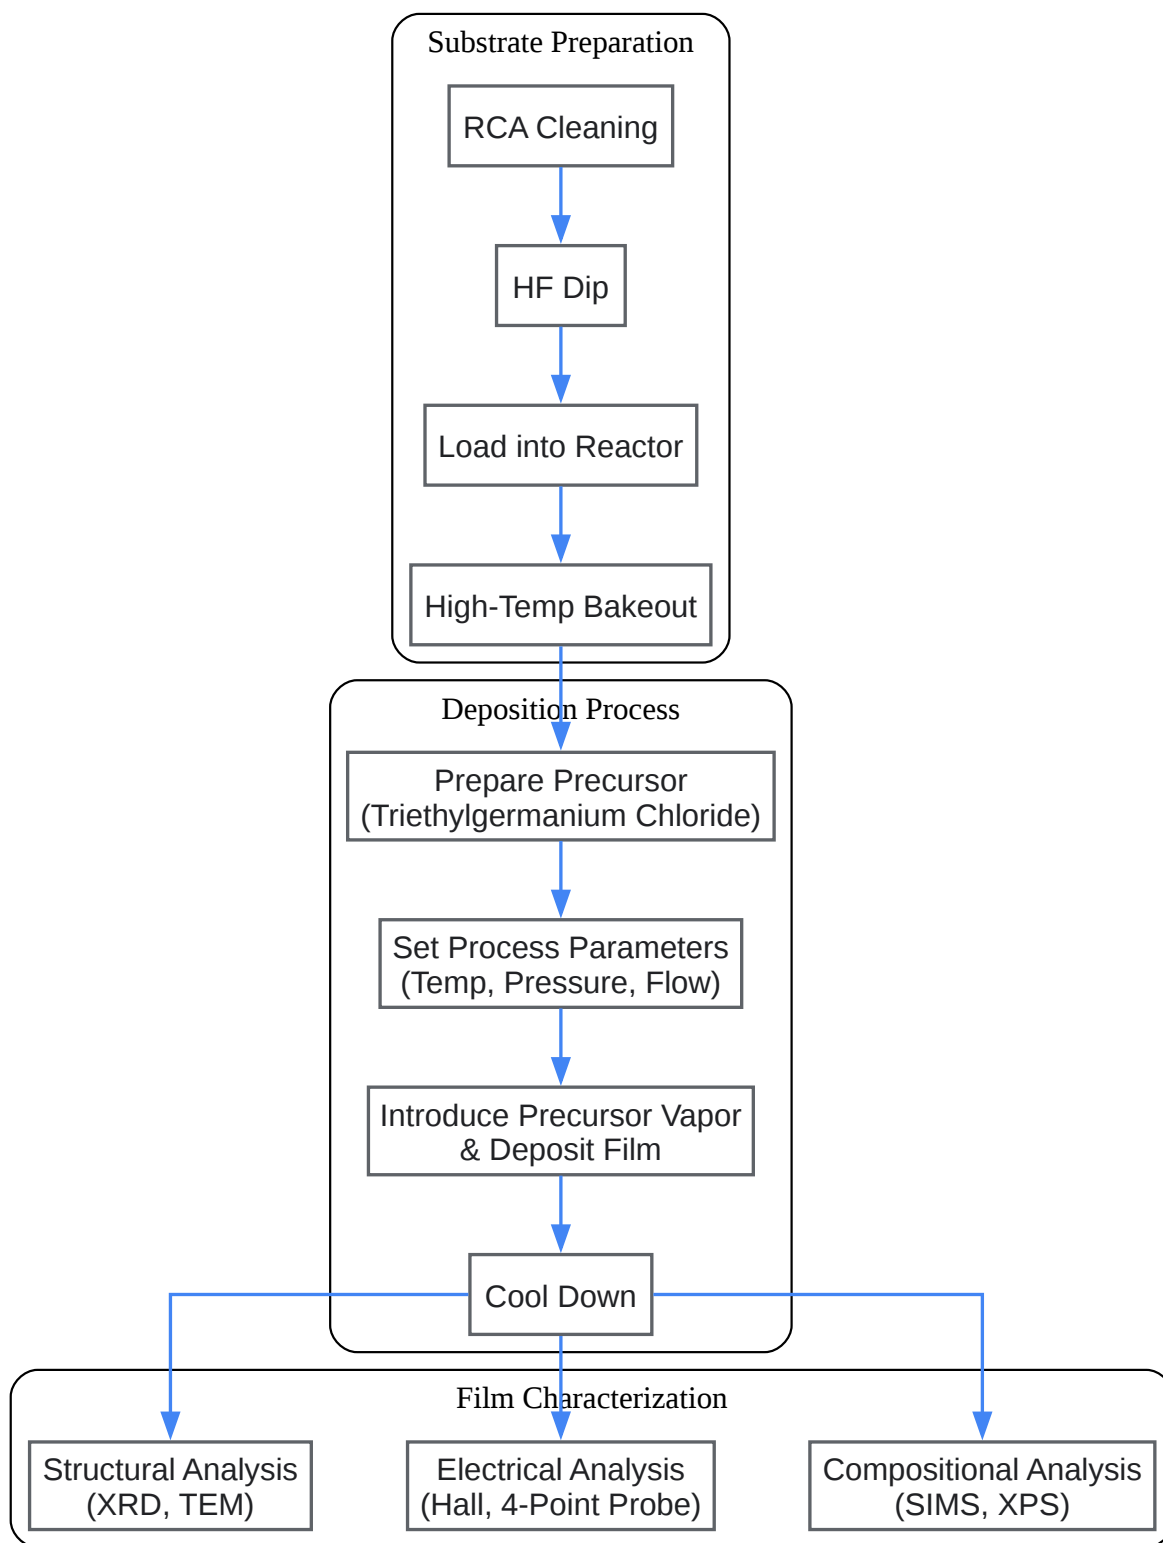 Substrate Preparation
RCA Cleaning
HF Dip
Load into Reactor
High-Temp Bakeout
Deposition Process
Prepare Precursor
(Triethylgermanium Chloride)
Set Process Parameters
(Temp, Pressure, Flow)
Introduce Precursor Vapor
& Deposit Film
Cool Down
Film Characterization
Structural Analysis
(XRD, TEM)
Electrical Analysis
(Hall, 4-Point Probe)
Compositional Analysis
(SIMS, XPS)